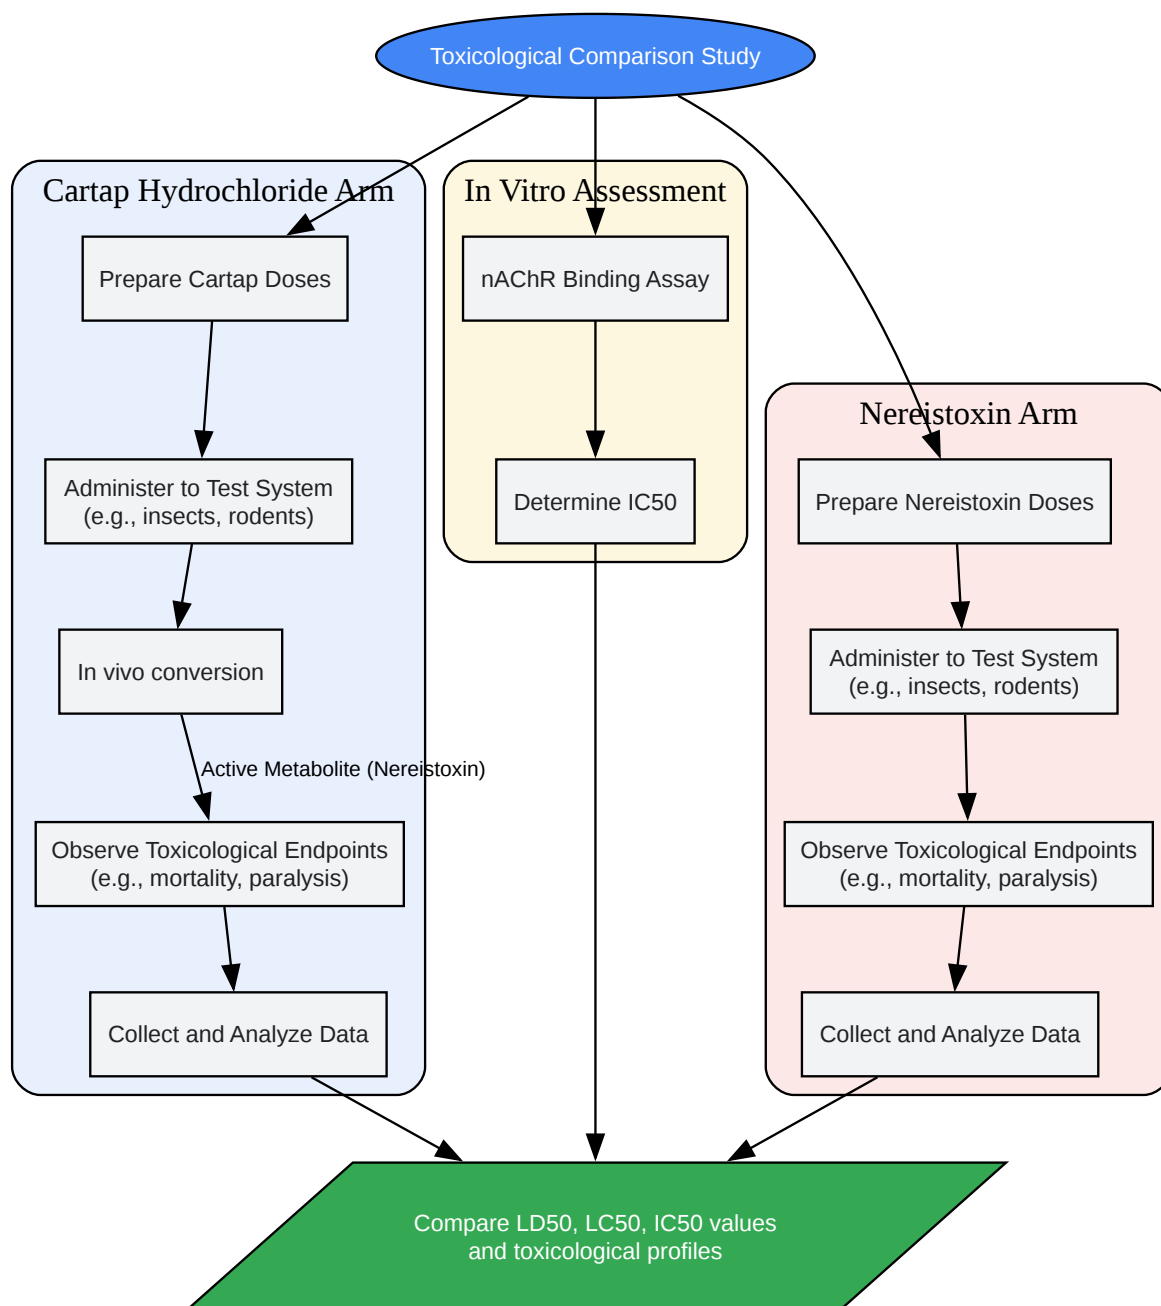 Toxicological Comparison Study
Cartap Hydrochloride Arm
Prepare Cartap Doses
Administer to Test System
(e.g., insects, rodents)
In vivo conversion
Active Metabolite (Nereistoxin)
Observe Toxicological Endpoints
(e.g., mortality, paralysis)
Collect and Analyze Data
In Vitro Assessment
nAChR Binding Assay
Determine IC50
Nereistoxin Arm
Prepare Nereistoxin Doses
Administer to Test System
(e.g., insects, rodents)
Observe Toxicological Endpoints
(e.g., mortality, paralysis)
Collect and Analyze Data
Compare LD50, LC50, IC50 values
and toxicological profiles